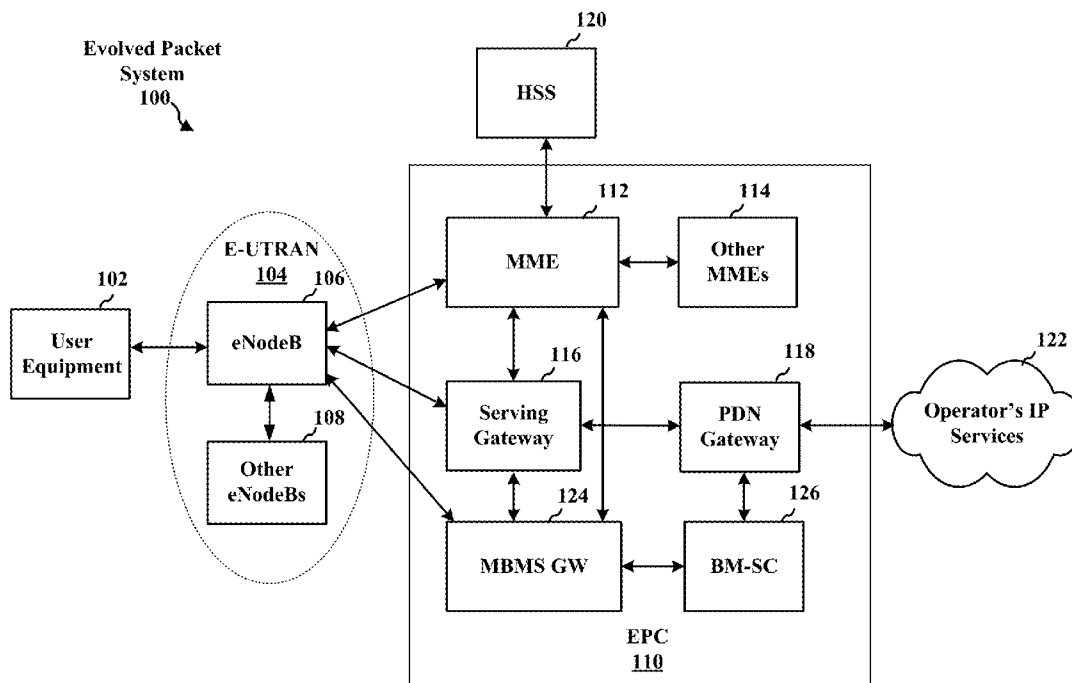 120
Evolved Packet
System
100
HSS
112
114
MME
Other
MMEs
E-UTRAN
104
106
102
User
Equipment
eNodeB
116
118
122
Serving
Gateway
PDN
Gateway
Operator's IP
Services
108
Other
eNodeBs
124
126
MBMS GW
BM-SC
EPC
110